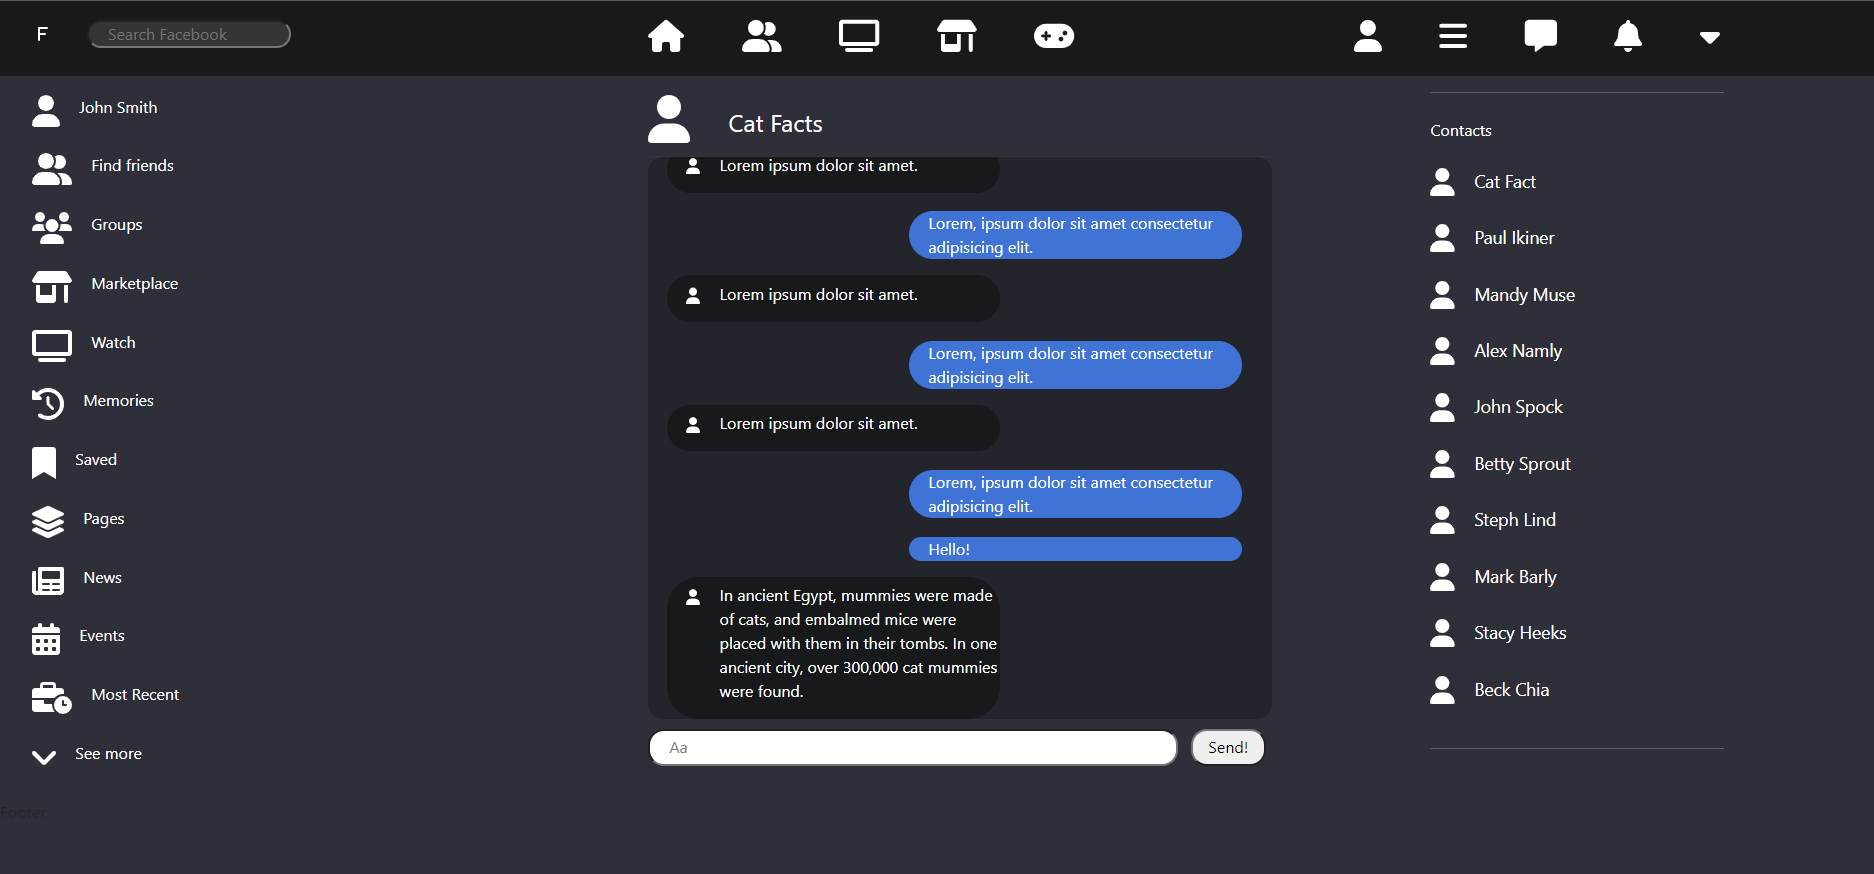 F
Search Facebook
John Smith
Find friends
Groups
Marketplace
Watch
Memories
Saved
Pages
News
Events
Most Recent
See more
Footer
Cat Facts
Lorem ipsum dolor sit amet.
Lorem, ipsum dolor sit amet consectetur
adipisicing elit.
Lorem ipsum dolor sit amet.
Lorem, ipsum dolor sit amet consectetur
adipisicing elit.
Lorem ipsum dolor sit amet.
Lorem, ipsum dolor sit amet consectetur
adipisicing elit.
Hello!
In ancient Egypt, mummies were made
of cats, and embalmed mice were
placed with them in their tombs. In one
ancient city, over 300,000 cat mummies
were found.
Aa
Send!
Contacts
Cat Fact
Paul Ikiner
Mandy Muse
Alex Namly
John Spock
Betty Sprout
Steph Lind
Mark Barly
Stacy Heeks
Beck Chia